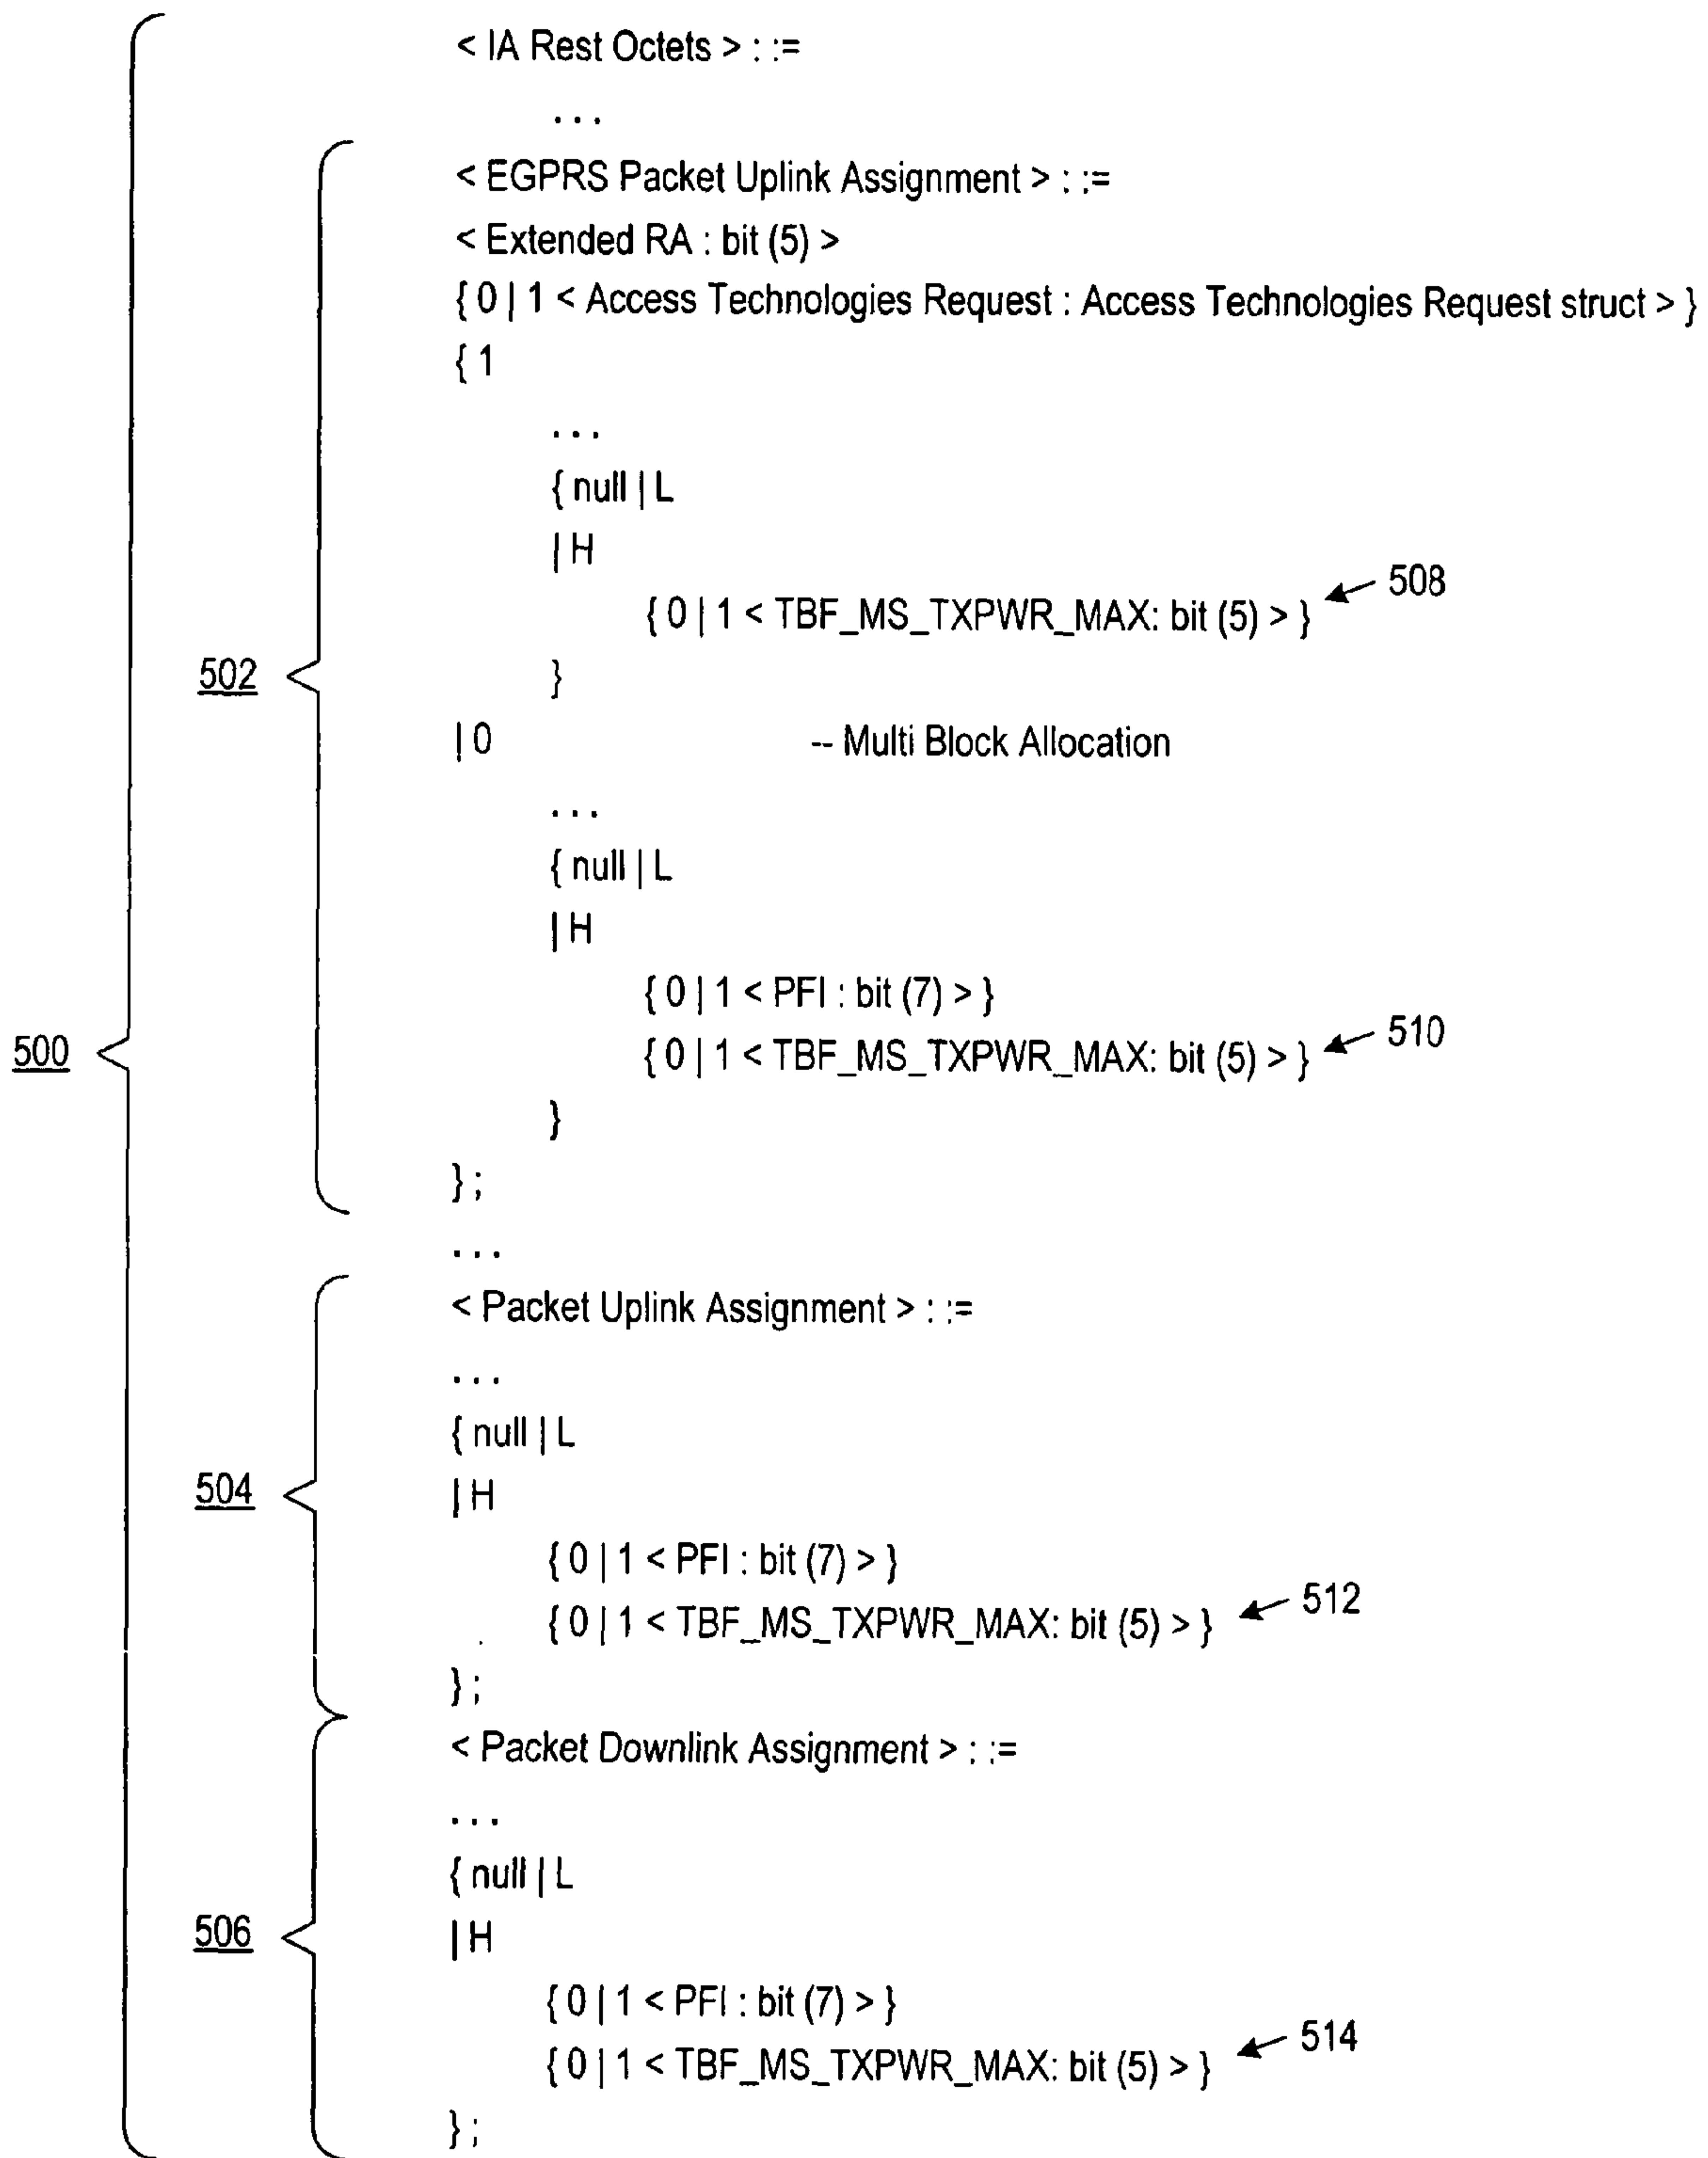 < IA Rest Octets > : :=
. . .
< EGPRS Packet Uplink Assignment > : :=
< Extended RA : bit (5) >
{ 0 | 1 < Access Technologies Request : Access Technologies Request struct > }
{ 1
. . .
{ null | L
| H
{ 0 | 1 < TBF_MS_TXPWR_MAX: bit (5) > } 508
502 }
| 0 -- Multi Block Allocation
. . .
{ null | L
| H
{ 0 | 1 < PFI : bit (7) > }
500 { 0 | 1 < TBF_MS_TXPWR_MAX: bit (5) > } 510
}
} ;
. . .
< Packet Uplink Assignment > : :=
. . .
{ null | L
504 | H
{ 0 | 1 < PFI : bit (7) > }
{ 0 | 1 < TBF_MS_TXPWR_MAX: bit (5) > } 512
} ;
< Packet Downlink Assignment > : :=
. . .
{ null | L
506 | H
{ 0 | 1 < PFI : bit (7) > }
{ 0 | 1 < TBF_MS_TXPWR_MAX: bit (5) > } 514
} ;